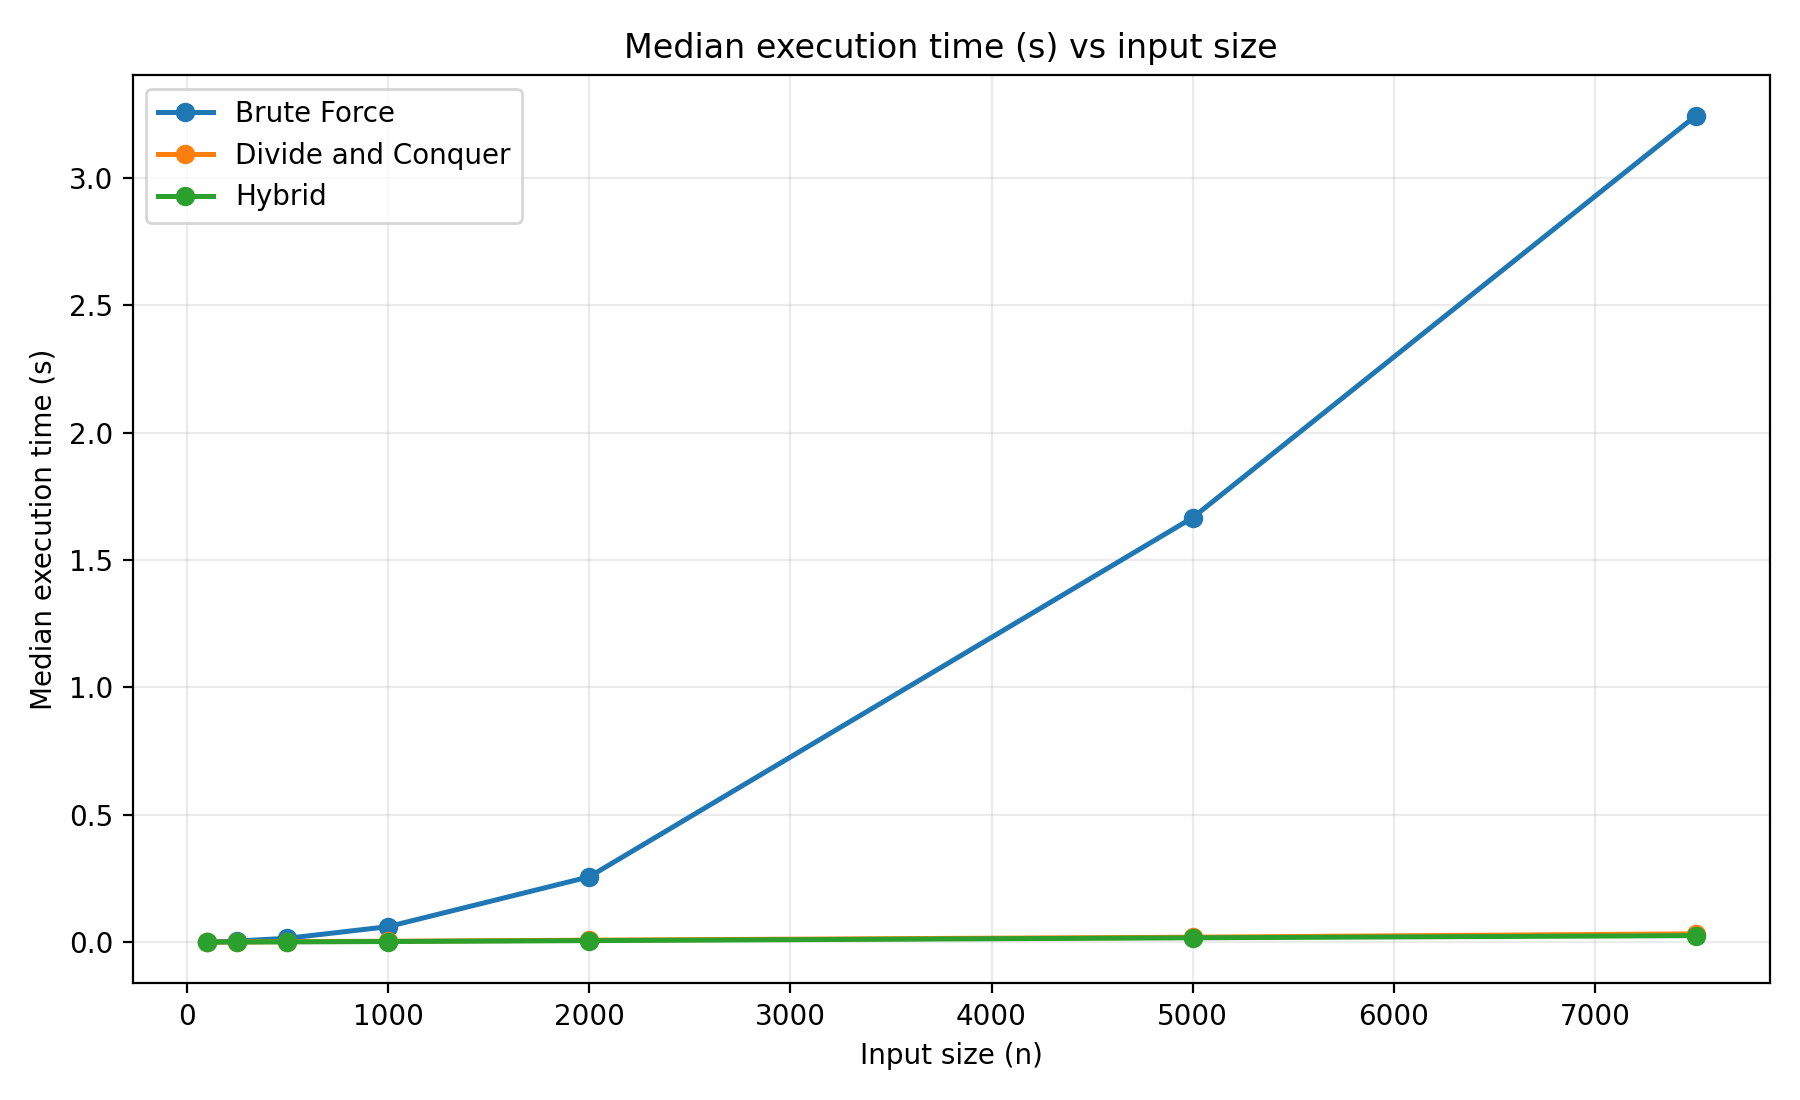 Median execution time (s) vs input size
Brute Force
Divide and Conquer
Hybrid
Median execution time (s)
3.0
2.5
2.0
1.5
1.0
0.5
0.0
0 1000 2000 3000 4000 5000 6000 7000
Input size (n)